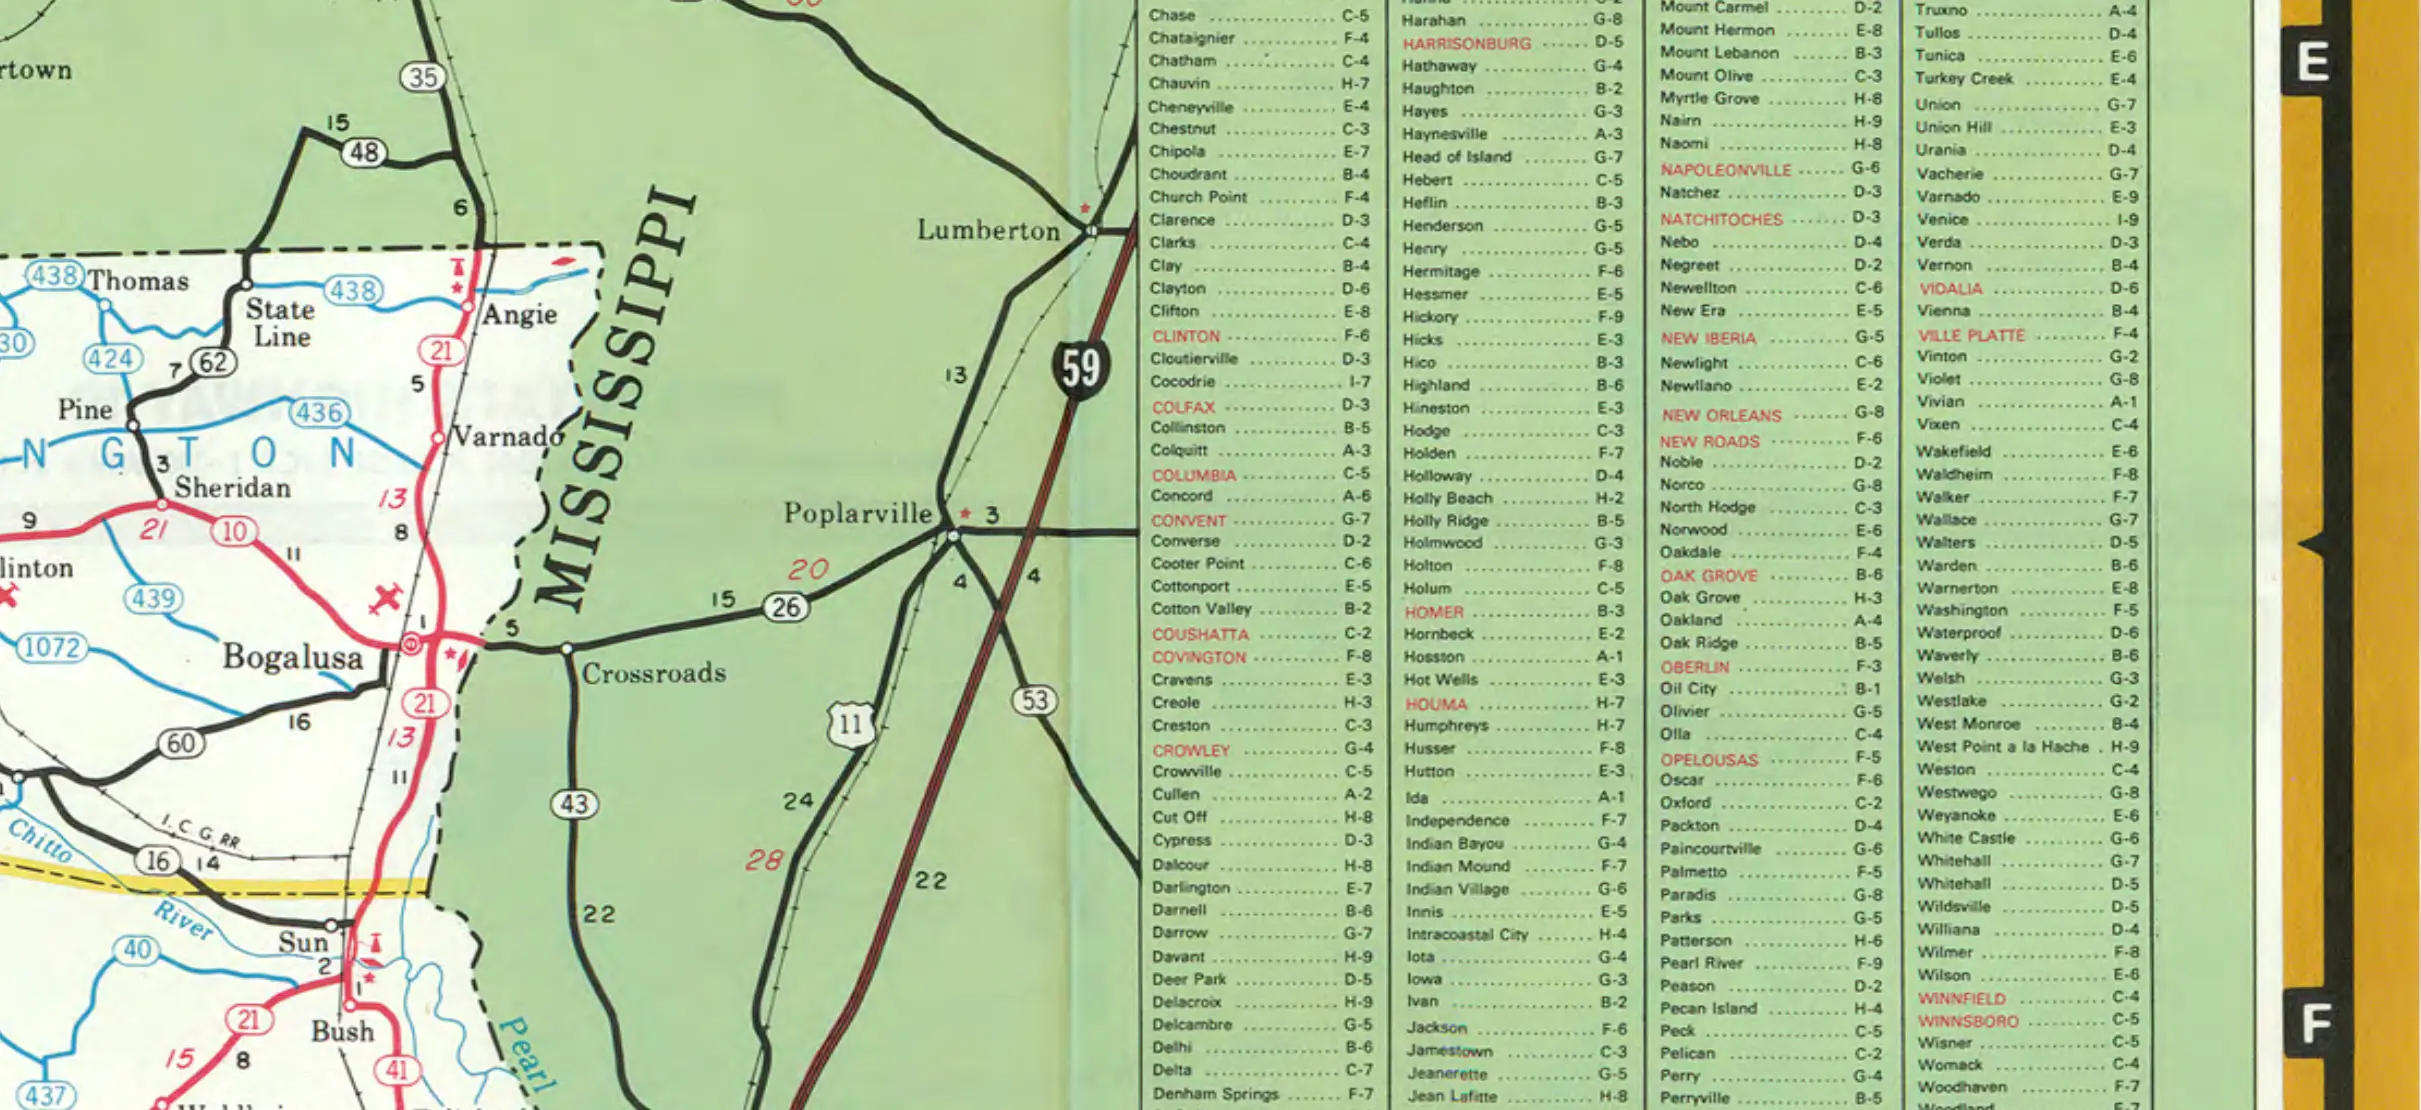 rtown
35
15
48
6
438
Thomas
State
Line
438
Angie
30
424
7
62
21
5
Pine
436
Varnado
N G T O N
3
Sheridan
13
9
21
10
11
8
linton
439
1072
Bogalusa
1
5
21
16
60
13
11
Chitto
I. C. G. RR.
16
14
River
Sun
40
2
1
21
Bush
15
8
41
437
Pearl
MISSISSIPPI
Lumberton
13
59
Poplarville
3
20
15
26
4
4
Crossroads
53
11
43
24
28
22
22
Chase C-5
Chataignier F-4
Chatham C-4
Chauvin H-7
Cheneyville E-4
Chestnut C-3
Chipola E-7
Choudrant B-4
Church Point F-4
Clarence D-3
Clarks C-4
Clay B-4
Clayton D-6
Clifton E-8
CLINTON F-6
Cloutierville D-3
Cocodrie I-7
COLFAX D-3
Collinston B-5
Colquitt A-3
COLUMBIA C-5
Concord A-6
CONVENT G-7
Converse D-2
Cooter Point C-6
Cottonport E-5
Cotton Valley B-2
COUSHATTA C-2
COVINGTON F-8
Cravens E-3
Creole H-3
Creston C-3
CROWLEY G-4
Crowville C-5
Cullen A-2
Cut Off H-8
Cypress D-3
Dalcour H-8
Darlington E-7
Darnell B-6
Darrow G-7
Davant H-9
Deer Park D-5
Delacroix H-9
Delcambre G-5
Delhi B-6
Delta C-7
Denham Springs F-7
Harahan G-8
HARRISONBURG D-5
Hathaway G-4
Haughton B-2
Hayes G-3
Haynesville A-3
Head of Island G-7
Hebert C-5
Heflin B-3
Henderson G-5
Henry G-5
Hermitage F-6
Hessmer E-5
Hickory F-9
Hicks E-3
Hico B-3
Highland B-6
Hineston E-3
Hodge C-3
Holden F-7
Holloway D-4
Holly Beach H-2
Holly Ridge B-5
Holmwood G-3
Holton F-8
Holum C-5
HOMER B-3
Hornbeck E-2
Hosston A-1
Hot Wells E-3
HOUMA H-7
Humphreys H-7
Husser F-8
Hutton E-3
Ida A-1
Independence F-7
Indian Bayou G-4
Indian Mound F-7
Indian Village G-6
Innis E-5
Intracoastal City H-4
Iota G-4
Iowa G-3
Ivan B-2
Jackson F-6
Jamestown C-3
Jeanerette G-5
Jean Lafitte H-8
Mount Carmel D-2
Mount Hermon E-8
Mount Lebanon B-3
Mount Olive C-3
Myrtle Grove H-8
Nairn H-9
Naomi H-8
NAPOLEONVILLE G-6
Natchez D-3
NATCHITOCHES D-3
Nebo D-4
Negreet D-2
Newellton C-6
New Era E-5
NEW IBERIA G-5
Newlight C-6
Newllano E-2
NEW ORLEANS G-8
NEW ROADS F-6
Noble D-2
Norco G-8
North Hodge C-3
Norwood E-6
Oakdale F-4
OAK GROVE B-6
Oak Grove H-3
Oakland A-4
Oak Ridge B-5
OBERLIN F-3
Oil City B-1
Olivier G-5
Olla C-4
OPELOUSAS F-5
Oscar F-6
Oxford C-2
Packton D-4
Paincourtville G-6
Palmetto F-5
Paradis G-8
Parks G-5
Patterson H-6
Pearl River F-9
Peason D-2
Pecan Island H-4
Peck C-5
Pelican C-2
Perry G-4
Perryville B-5
Truxno A-4
Tullos D-4
Tunica E-6
Turkey Creek E-4
Union G-7
Union Hill E-3
Urania D-4
Vacherie G-7
Varnado E-9
Venice I-9
Verda D-3
Vernon B-4
VIDALIA D-6
Vienna B-4
VILLE PLATTE F-4
Vinton G-2
Violet G-8
Vivian A-1
Vixen C-4
Wakefield E-6
Waldheim F-8
Walker F-7
Wallace G-7
Walters D-5
Warden B-6
Warnerton E-8
Washington F-5
Waterproof D-6
Waverly B-6
Welsh G-3
Westlake G-2
West Monroe B-4
West Point a la Hache H-9
Weston C-4
Westwego G-8
Weyanoke E-6
White Castle G-6
Whitehall G-7
Whitehall D-5
Wildsville D-5
Williana D-4
Wilmer F-8
Wilson E-6
WINNFIELD C-4
WINNSBORO C-5
Wisner C-5
Womack C-4
Woodhaven F-7
E
F